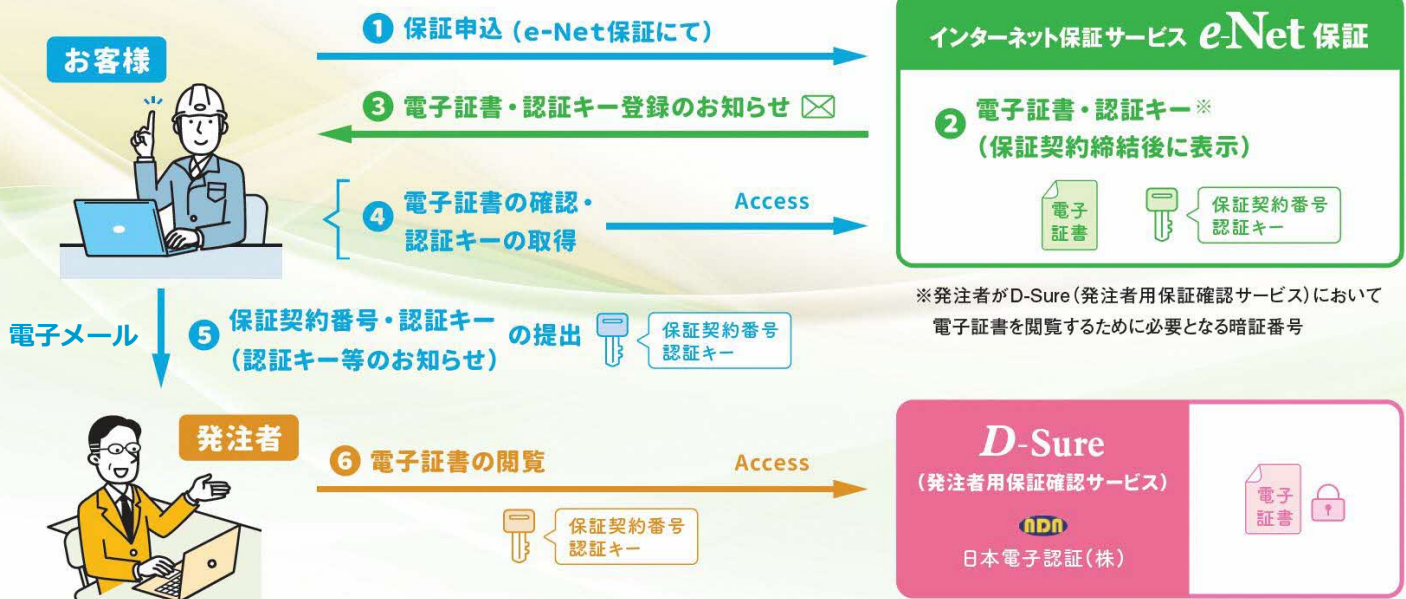 お客様
❶ 保証申込（e-Net保証にて）
❸ 電子証書・認証キー登録のお知らせ
❹ 電子証書の確認・
認証キーの取得
Access
インターネット保証サービス e-Net 保証
❷ 電子証書・認証キー※
（保証契約締結後に表示）
電子
証書
保証契約番号
認証キー
※発注者がD-Sure（発注者用保証確認サービス）において
電子証書を閲覧するために必要となる暗証番号
電子メール
❺ 保証契約番号・認証キー
（認証キー等のお知らせ）
の提出
保証契約番号
認証キー
発注者
❻ 電子証書の閲覧
Access
保証契約番号
認証キー
D-Sure
（発注者用保証確認サービス）
NDN
日本電子認証（株）
電子
証書